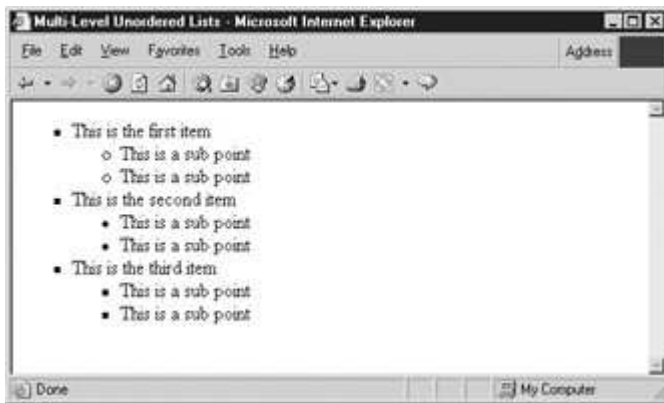 Multi-Level Unordered Lists - Microsoft Internet Explorer
File Edit View Favorites Tools Help Address
This is the first item
This is a sub point
This is a sub point
This is the second item
This is a sub point
This is a sub point
This is the third item
This is a sub point
This is a sub point
Done My Computer